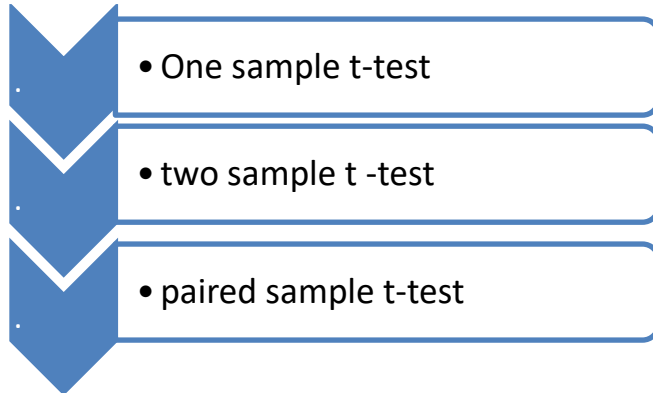 • One sample t-test
• two sample t -test
• paired sample t-test